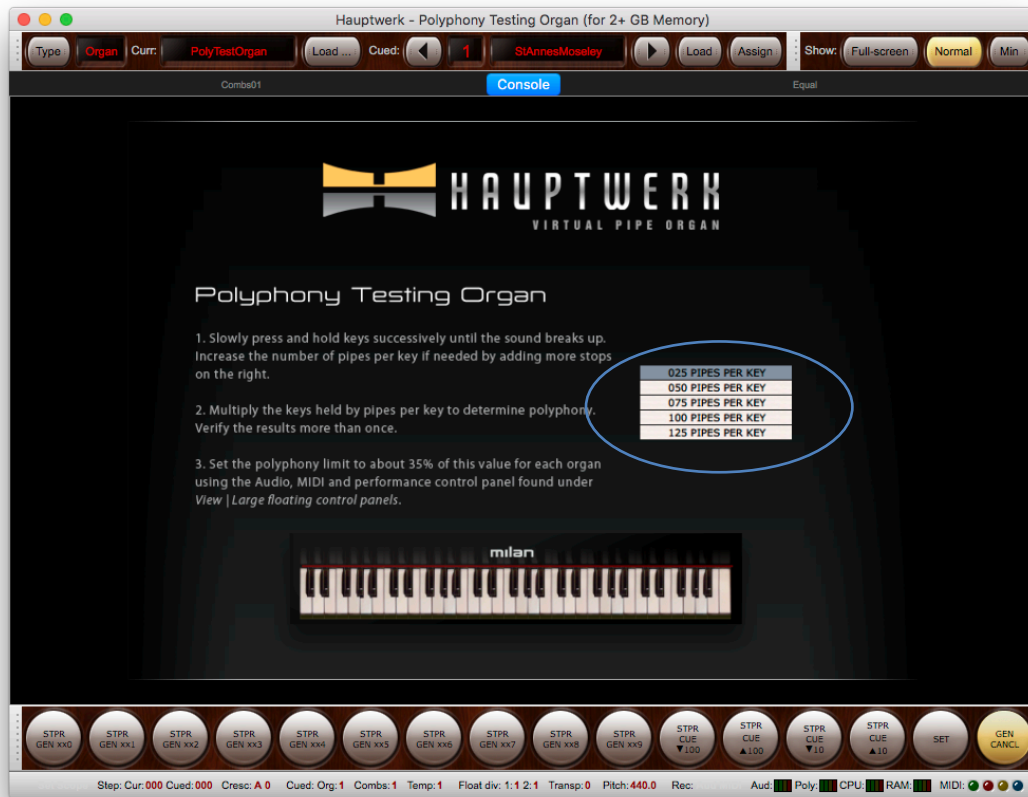 Hauptwerk - Polyphony Testing Organ (for 2+ GB Memory)
Type Organ Curr: PolyTestOrgan Load ... Cued: 1 StAnnesMoseley Load Assign Show: Full-screen Normal Min
Combs01 Console Equal
HAUPTWERK
VIRTUAL PIPE ORGAN
Polyphony Testing Organ
1. Slowly press and hold keys successively until the sound breaks up.
Increase the number of pipes per key if needed by adding more stops
on the right.
2. Multiply the keys held by pipes per key to determine polyphony.
Verify the results more than once.
3. Set the polyphony limit to about 35% of this value for each organ
using the Audio, MIDI and performance control panel found under
View | Large floating control panels.
025 PIPES PER KEY
050 PIPES PER KEY
075 PIPES PER KEY
100 PIPES PER KEY
125 PIPES PER KEY
milan
STPR
GEN xx0
STPR
GEN xx1
STPR
GEN xx2
STPR
GEN xx3
STPR
GEN xx4
STPR
GEN xx5
STPR
GEN xx6
STPR
GEN xx7
STPR
GEN xx8
STPR
GEN xx9
STPR
CUE
▼100
STPR
CUE
▲100
STPR
CUE
▼10
STPR
CUE
▲10
SET
GEN
CANCL
Step: Cur: 000 Cued: 000 Cresc: A 0 Cued: Org: 1 Combs: 1 Temp: 1 Float div: 1: 1 2: 1 Transp: 0 Pitch: 440.0 Rec: Aud: Poly: CPU: RAM: MIDI: